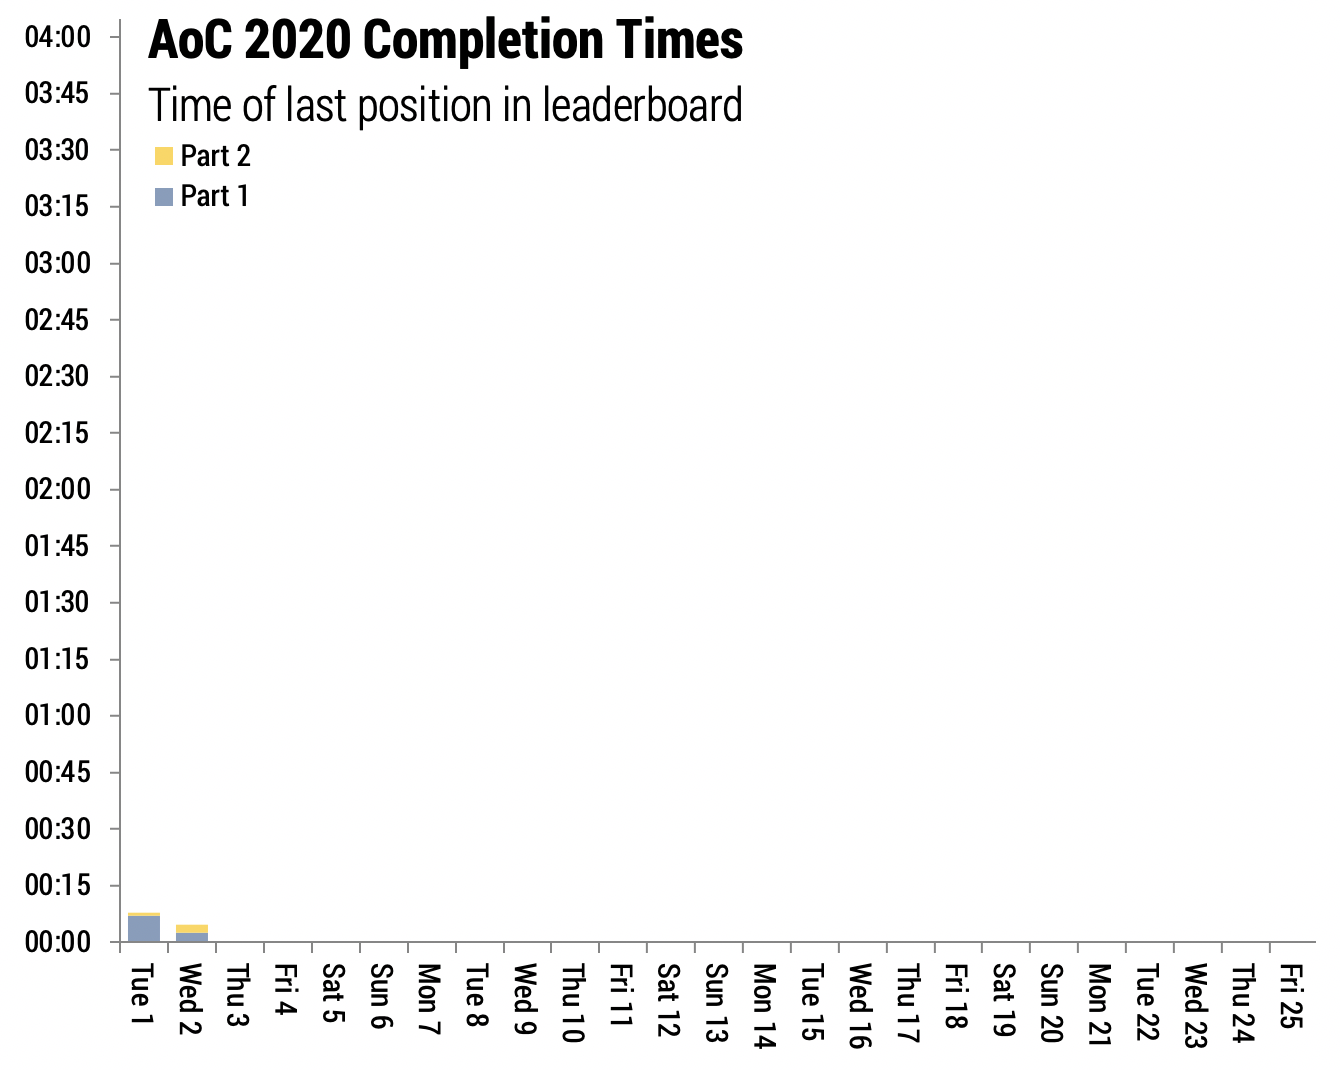 AoC 2020 Completion Times
Time of last position in leaderboard
Part 2
Part 1
04:00
03:45
03:30
03:15
03:00
02:45
02:30
02:15
02:00
01:45
01:30
01:15
01:00
00:45
00:30
00:15
00:00
Tue 1
Wed 2
Thu 3
Fri 4
Sat 5
Sun 6
Mon 7
Tue 8
Wed 9
Thu 10
Fri 11
Sat 12
Sun 13
Mon 14
Tue 15
Wed 16
Thu 17
Fri 18
Sat 19
Sun 20
Mon 21
Tue 22
Wed 23
Thu 24
Fri 25